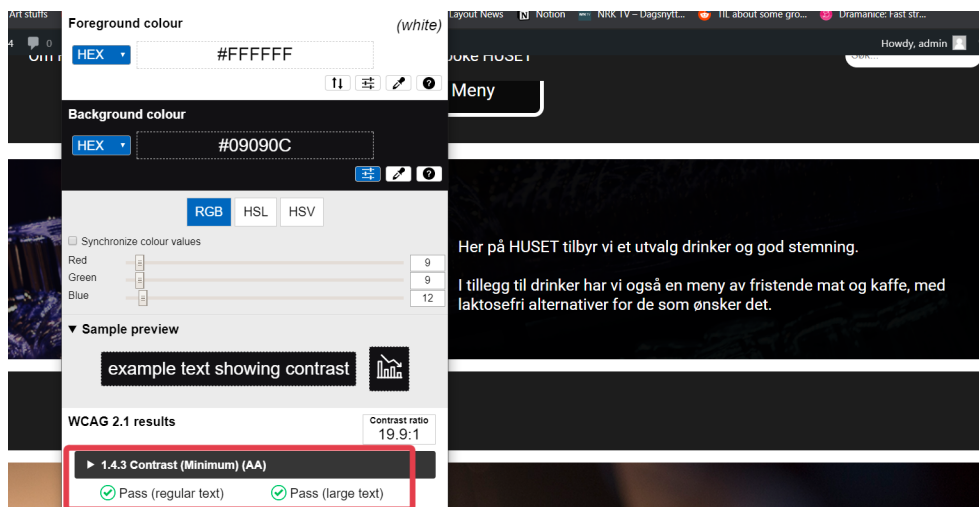 Art stuffs
Layout News
Notion
NRK TV – Dagsnytt...
TIL about some gro...
Dramanice: Fast str...
4
0
Howdy, admin
Foreground colour
(white)
HEX
#FFFFFF
Background colour
HEX
#09090C
RGB HSL HSV
Synchronize colour values
Red 9
Green 9
Blue 12
▼ Sample preview
example text showing contrast
WCAG 2.1 results
Contrast ratio
19.9:1
▶ 1.4.3 Contrast (Minimum) (AA)
Pass (regular text) Pass (large text)
HUSET
Meny
Her på HUSET tilbyr vi et utvalg drinker og god stemning.
I tillegg til drinker har vi også en meny av fristende mat og kaffe, med
laktosefri alternativer for de som ønsker det.